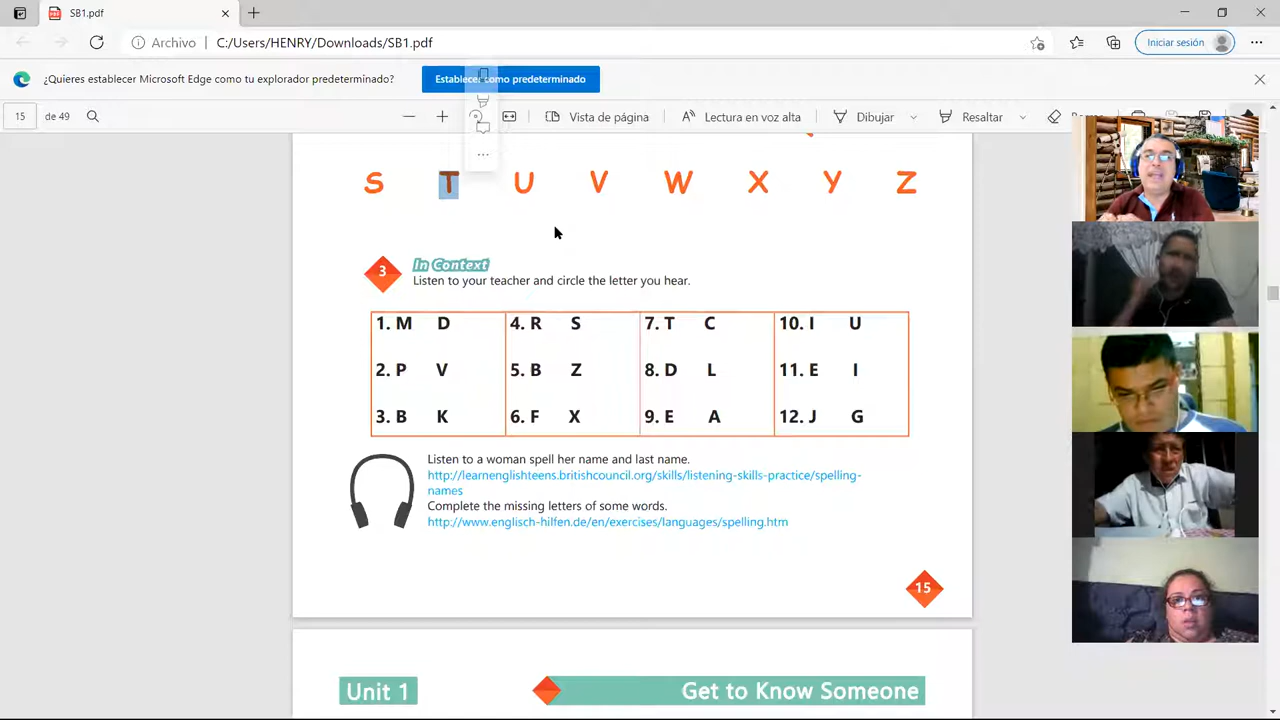 SB1.pdf
Archivo
C:/Users/HENRY/Downloads/SB1.pdf
Iniciar sesión
¿Quieres establecer Microsoft Edge como tu explorador predeterminado?
Establecer como predeterminado
15 de 49
Vista de página
Lectura en voz alta
Dibujar
Resaltar
S T U V W X Y Z
3 In Context
Listen to your teacher and circle the letter you hear.
1. M D 4. R S 7. T C 10. I U
2. P V 5. B Z 8. D L 11. E I
3. B K 6. F X 9. E A 12. J G
Listen to a woman spell her name and last name.
http://learnenglishteens.britishcouncil.org/skills/listening-skills-practice/spelling-
names
Complete the missing letters of some words.
http://www.englisch-hilfen.de/en/exercises/languages/spelling.htm
15
Unit 1 Get to Know Someone